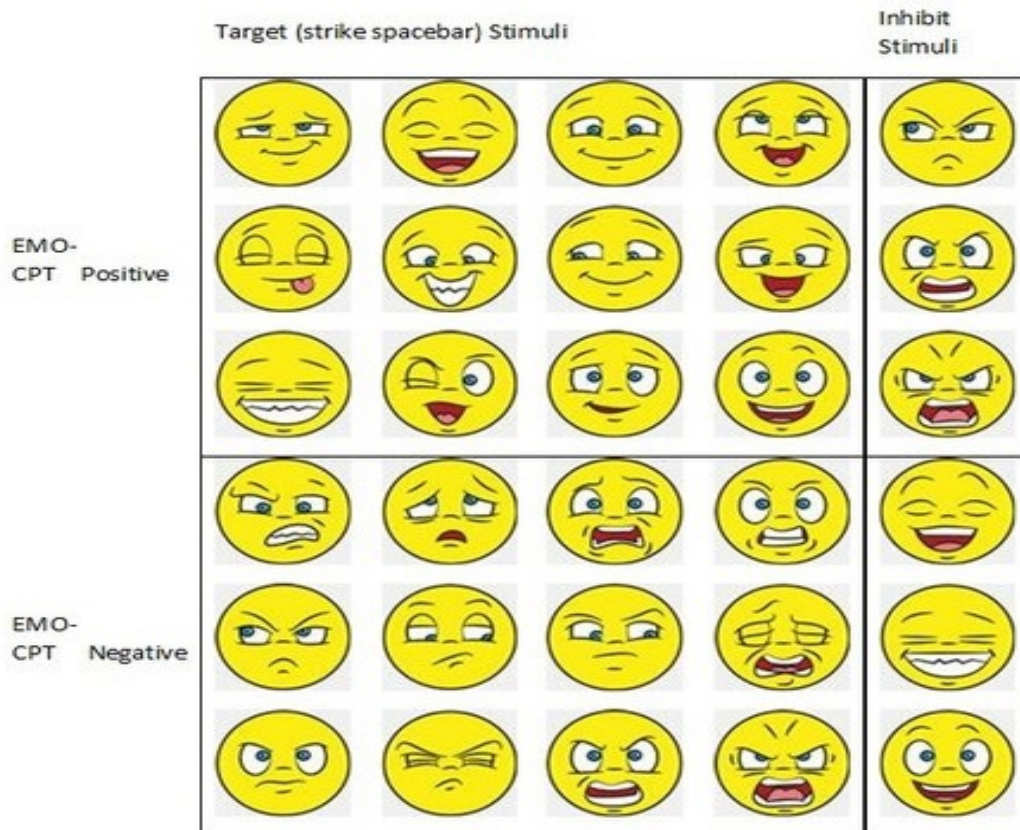 Target (strike spacebar) Stimuli
Inhibit
Stimuli
EMO-
CPT Positive
EMO-
CPT Negative